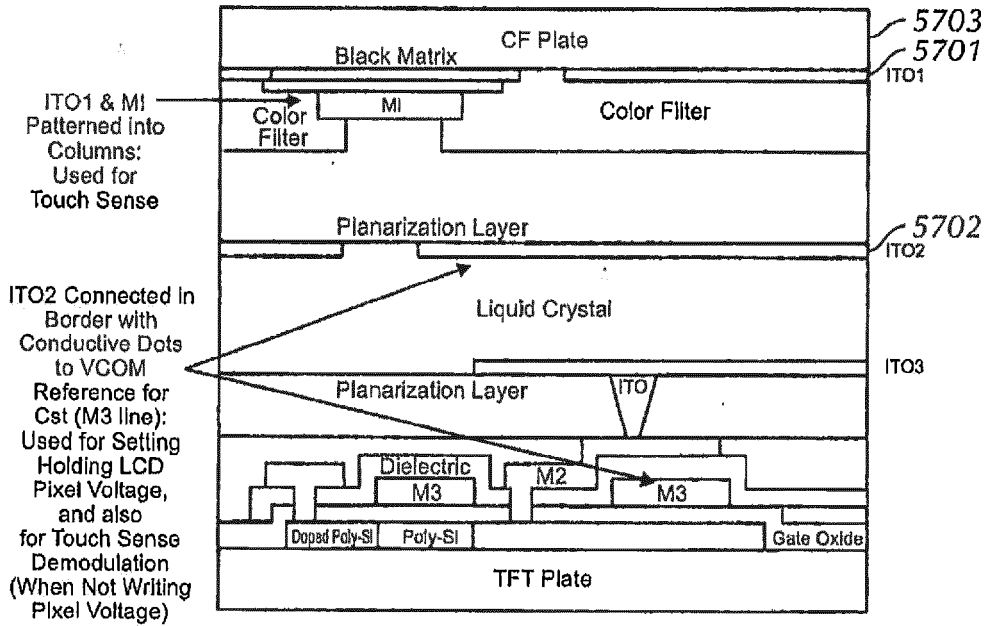 CF Plate
5703
Black Matrix
5701
ITO1
ITO1 & MI
Patterned into
Columns:
Used for
Touch Sense
MI
Color
Filter
Color Filter
Planarization Layer
5702
ITO2
ITO2 Connected in
Border with
Conductive Dots
to VCOM
Reference for
Cst (M3 line):
Used for Setting
Holding LCD
Pixel Voltage,
and also
for Touch Sense
Demodulation
(When Not Writing
Pixel Voltage)
Liquid Crystal
ITO3
Planarization Layer
ITO
Dielectric
M2
M3
M3
Doped Poly-SI
Poly-SI
Gate Oxide
TFT Plate